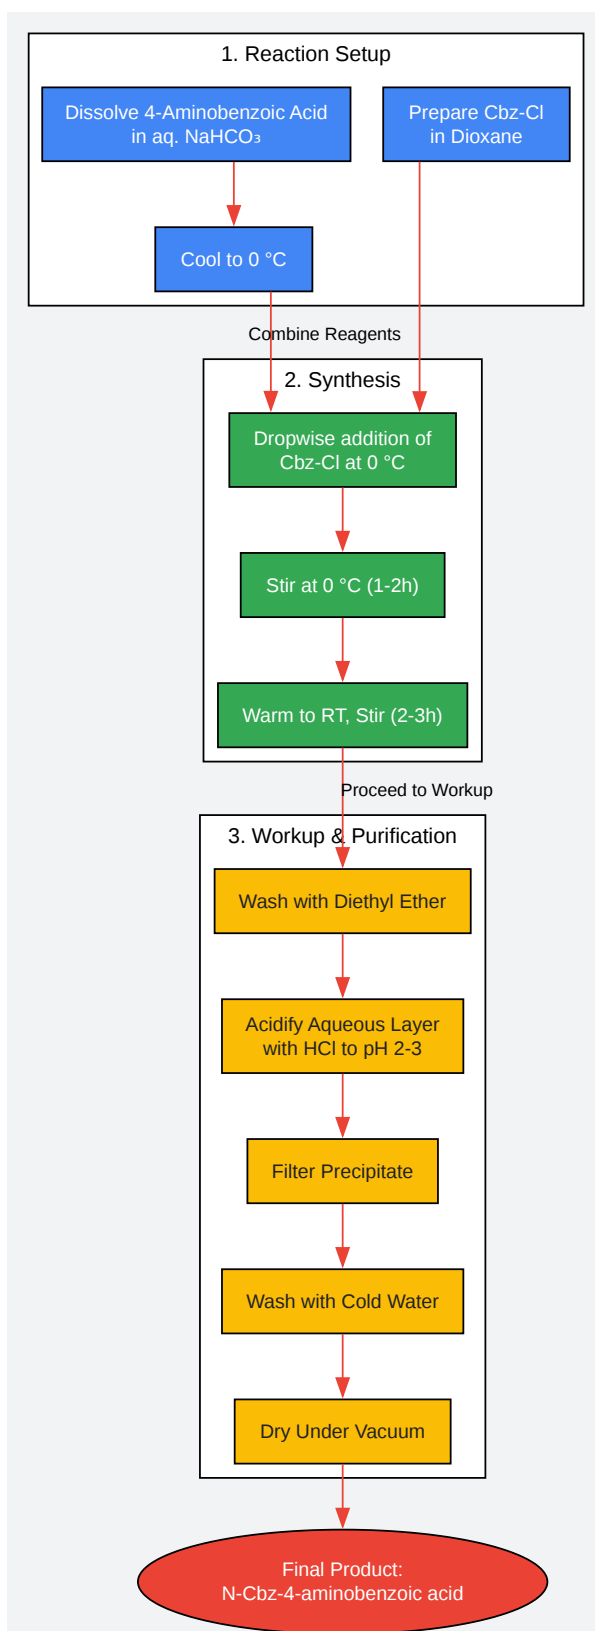 1. Reaction Setup
Dissolve 4-Aminobenzoic Acid
in aq. NaHCO₃
Prepare Cbz-Cl
in Dioxane
Cool to 0 °C
Combine Reagents
2. Synthesis
Dropwise addition of
Cbz-Cl at 0 °C
Stir at 0 °C (1-2h)
Warm to RT, Stir (2-3h)
Proceed to Workup
3. Workup & Purification
Wash with Diethyl Ether
Acidify Aqueous Layer
with HCl to pH 2-3
Filter Precipitate
Wash with Cold Water
Dry Under Vacuum
Final Product:
N-Cbz-4-aminobenzoic acid